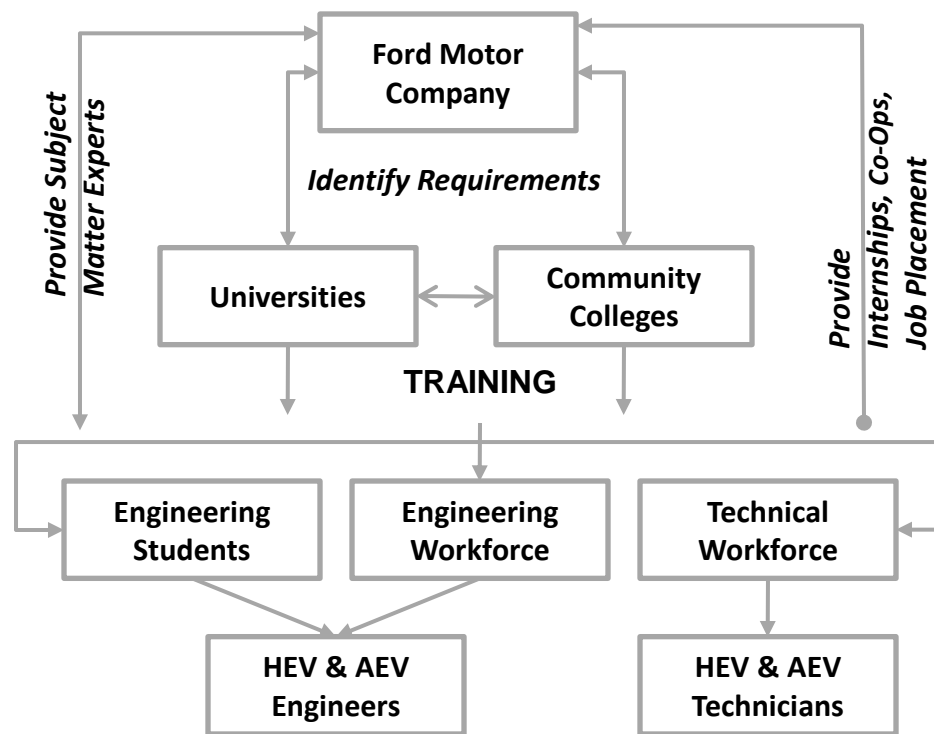 Ford Motor
Company
Provide Subject
Matter Experts
Identify Requirements
Provide
Internships, Co-Ops,
Job Placement
Universities
Community
Colleges
TRAINING
Engineering
Students
Engineering
Workforce
Technical
Workforce
HEV & AEV
Engineers
HEV & AEV
Technicians